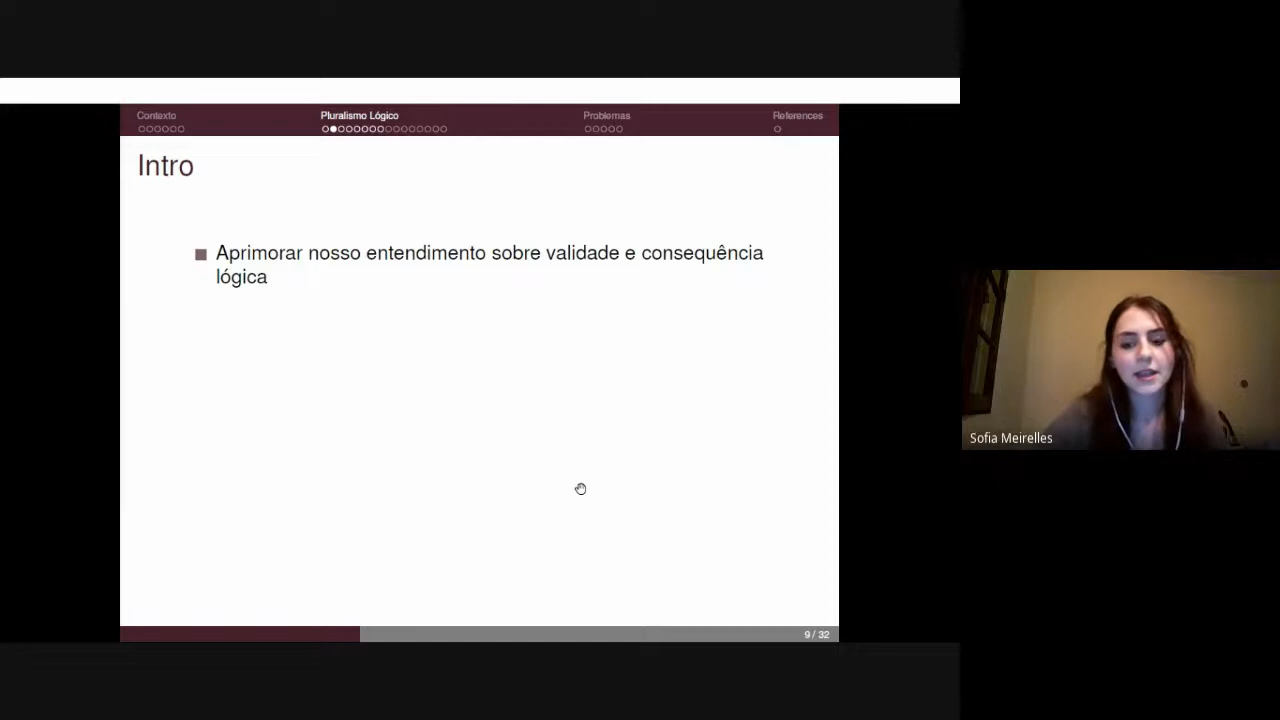 Contexto
Pluralismo Lógico
Problemas
References
Intro
Aprimorar nosso entendimento sobre validade e consequência
lógica
Sofia Meirelles
9 / 32